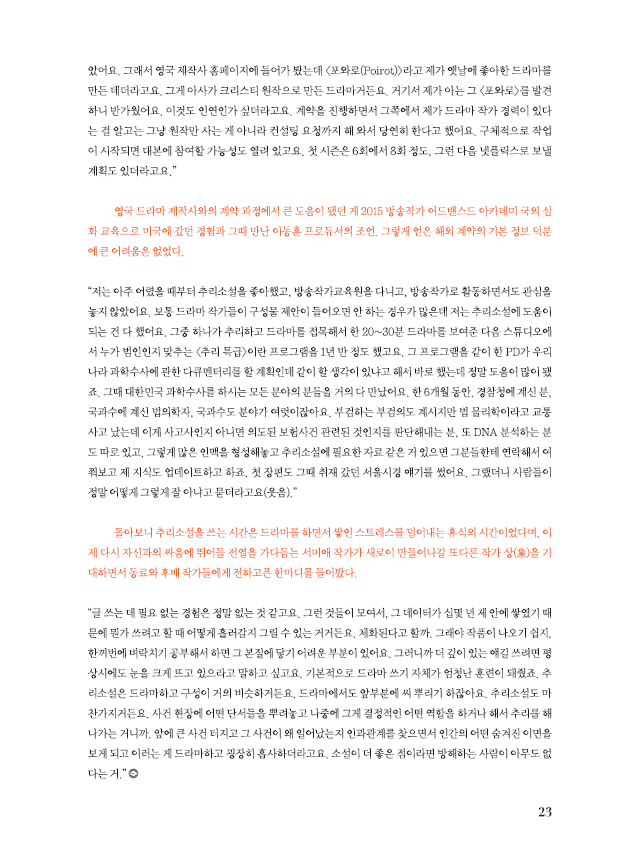 았어요. 그래서 영국 제작사 홈페이지에 들어가 봤는데 <포와로(Poirot)>라고 제가 옛날에 좋아한 드라마를
만든 데더라고요. 그게 아사가 크리스티 원작으로 만든 드라마거든요. 거기서 제가 아는 그 <포와로>를 발견
하니 반가웠어요. 이것도 인연인가 싶더라고요. 계약을 진행하면서 그쪽에서 제가 드라마 작가 경력이 있다
는 걸 알고는 그냥 원작만 사는 게 아니라 컨설팅 요청까지 해 와서 당연히 한다고 했어요. 구체적으로 작업
이 시작되면 대본에 참여할 가능성도 열려 있고요. 첫 시즌은 6회에서 8회 정도, 그런 다음 넷플릭스로 보낼
계획도 있더라고요.”
영국 드라마 제작사와의 계약 과정에서 큰 도움이 됐던 게 2015 방송작가 어드밴스드 아카데미 국외 심
화 교육으로 미국에 갔던 경험과 그때 만난 이동훈 프로듀서의 조언. 그렇게 얻은 해외 계약의 기본 정보 덕분
에 큰 어려움은 없었다.
“저는 아주 어렸을 때부터 추리소설을 좋아했고, 방송작가교육원을 다니고, 방송작가로 활동하면서도 관심을
놓지 않았어요. 보통 드라마 작가들이 구성물 제안이 들어오면 안 하는 경우가 많은데 저는 추리소설에 도움이
되는 건 다 했어요. 그중 하나가 추리하고 드라마를 접목해서 한 20~30분 드라마를 보여준 다음 스튜디오에
서 누가 범인인지 맞추는 <추리 특급>이란 프로그램을 1년 반 정도 했고요. 그 프로그램을 같이 한 PD가 우리
나라 과학수사에 관한 다큐멘터리를 할 계획인데 같이 할 생각이 있냐고 해서 바로 했는데 정말 도움이 많이 됐
죠. 그때 대한민국 과학수사를 하시는 모든 분야의 분들을 거의 다 만났어요. 한 6개월 동안. 경찰청에 계신 분,
국과수에 계신 법의학자, 국과수도 분야가 여럿이잖아요. 부검하는 부검의도 계시지만 법 물리학이라고 교통
사고 났는데 이게 사고사인지 아니면 의도된 보험사건 관련된 것인지를 판단해내는 분, 또 DNA 분석하는 분
도 따로 있고. 그렇게 많은 인맥을 형성해놓고 추리소설에 필요한 자료 같은 거 있으면 그분들한테 연락해서 여
쭤보고 제 지식도 업데이트하고 하죠. 첫 장편도 그때 취재 갔던 서울시경 얘기를 썼어요. 그랬더니 사람들이
정말 어떻게 그렇게 잘 아냐고 묻더라고요(웃음).”
돌아보니 추리소설을 쓰는 시간은 드라마를 하면서 쌓인 스트레스를 덜어내는 휴식의 시간이었다며, 이
제 다시 자신과의 싸움에 뛰어들 전열을 가다듬는 서미애 작가가 새로이 만들어나갈 또다른 작가 상(象)을 기
대하면서 동료와 후배 작가들에게 전하고픈 한마디를 들어봤다.
“글 쓰는 데 필요 없는 경험은 정말 없는 것 같고요. 그런 것들이 모여서, 그 데이터가 십몇 년 제 안에 쌓였기 때
문에 뭔가 쓰려고 할 때 어떻게 흘러갈지 그릴 수 있는 거거든요. 체화된다고 할까. 그래야 작품이 나오기 쉽지,
한꺼번에 벼락치기 공부해서 하면 그 본질에 닿기 어려운 부분이 있어요. 그러니까 더 깊이 있는 얘길 쓰려면 평
상시에도 눈을 크게 뜨고 있으라고 말하고 싶고요. 기본적으로 드라마 쓰기 자체가 엄청난 훈련이 돼줬죠. 추
리소설은 드라마하고 구성이 거의 비슷하거든요. 드라마에서도 앞부분에 씨 뿌리기 하잖아요. 추리소설도 마
찬가지거든요. 사건 현장에 어떤 단서들을 뿌려놓고 나중에 그게 결정적인 어떤 역할을 하거나 해서 추리를 해
나가는 거니까. 앞에 큰 사건 터지고 그 사건이 왜 일어났는지 인과관계를 찾으면서 인간의 어떤 숨겨진 이면을
보게 되고 이러는 게 드라마하고 굉장히 흡사하더라고요. 소설이 더 좋은 점이라면 방해하는 사람이 아무도 없
다는 거.”
23